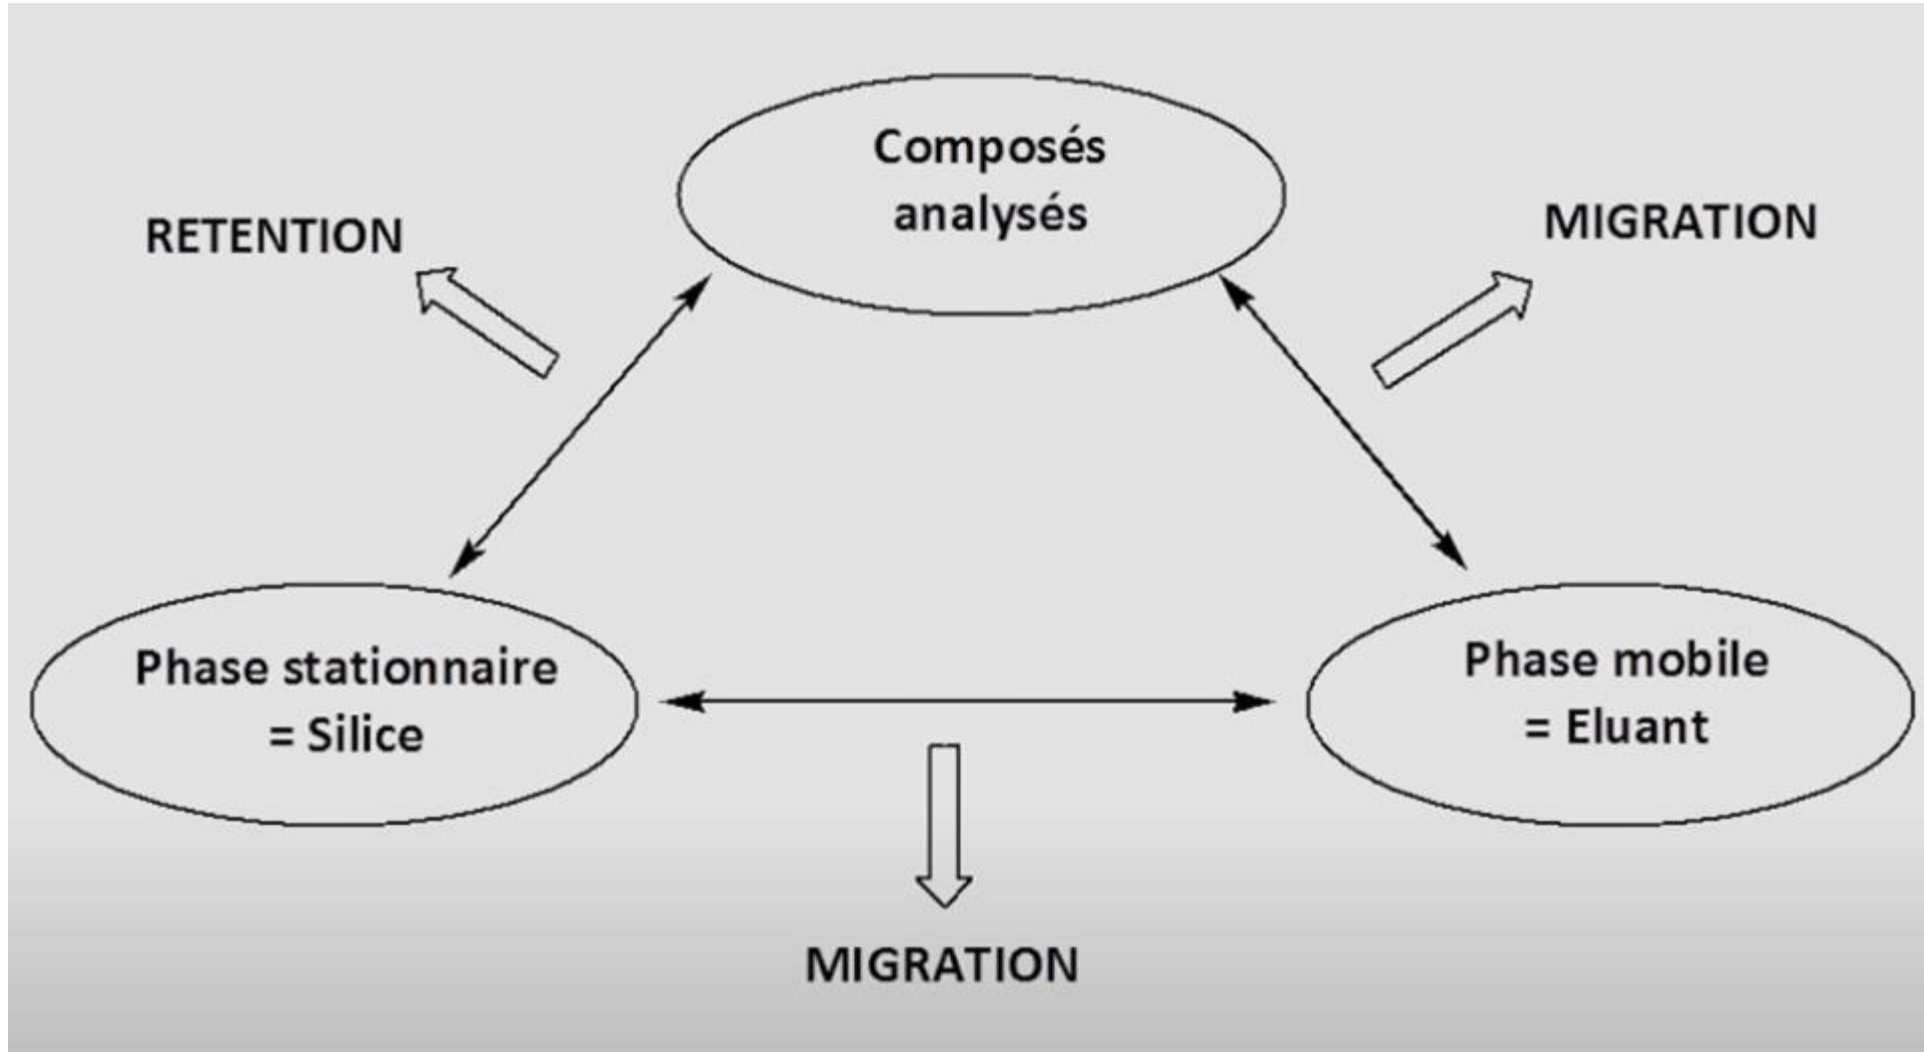 Composés
analysés
RETENTION
MIGRATION
Phase stationnaire
= Silice
Phase mobile
= Eluant
MIGRATION